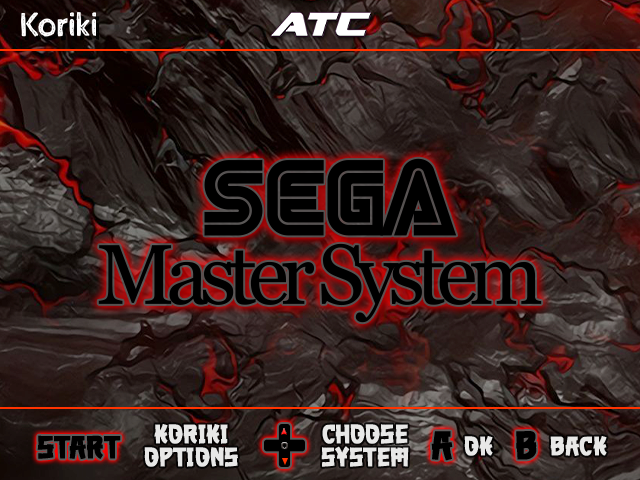 Koriki
ATC
SEGA
Master System
START KORIKI OPTIONS CHOOSE SYSTEM A OK B BACK